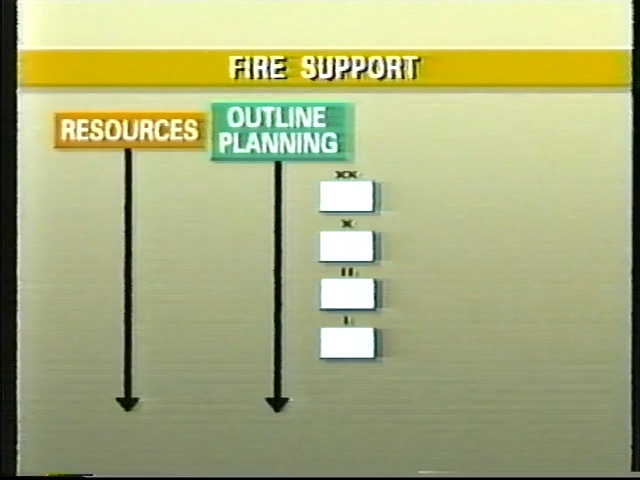 FIRE SUPPORT
RESOURCES
OUTLINE
PLANNING
XX
X
II
I